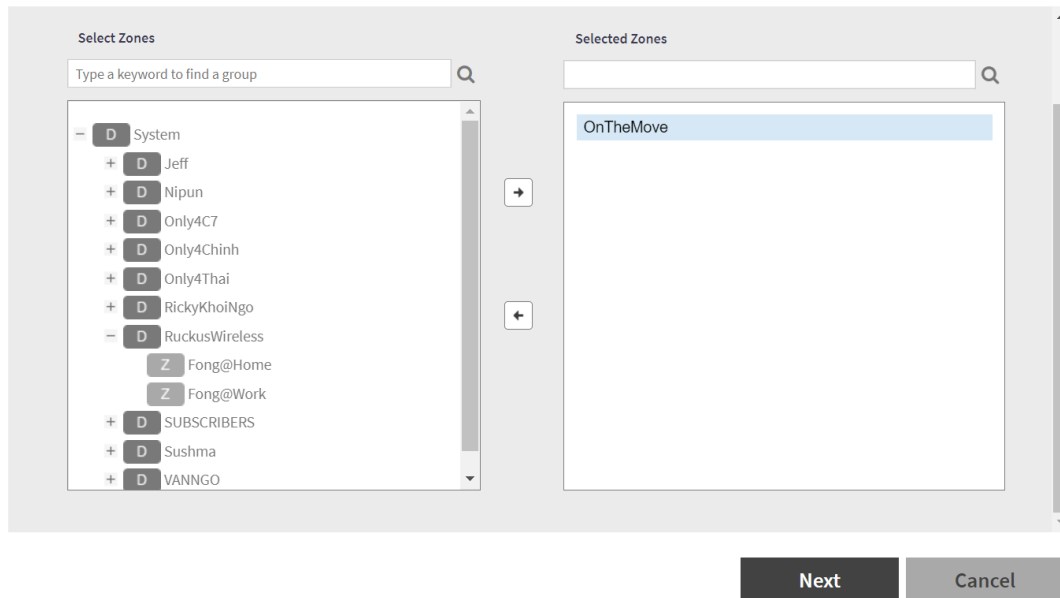 Select Zones
Selected Zones
Type a keyword to find a group
D System
D Jeff
D Nipun
D Only4C7
D Only4Chinh
D Only4Thai
D RickyKhoiNgo
D RuckusWireless
Z Fong@Home
Z Fong@Work
D SUBSCRIBERS
D Sushma
D VANNGO
OnTheMove
Next
Cancel